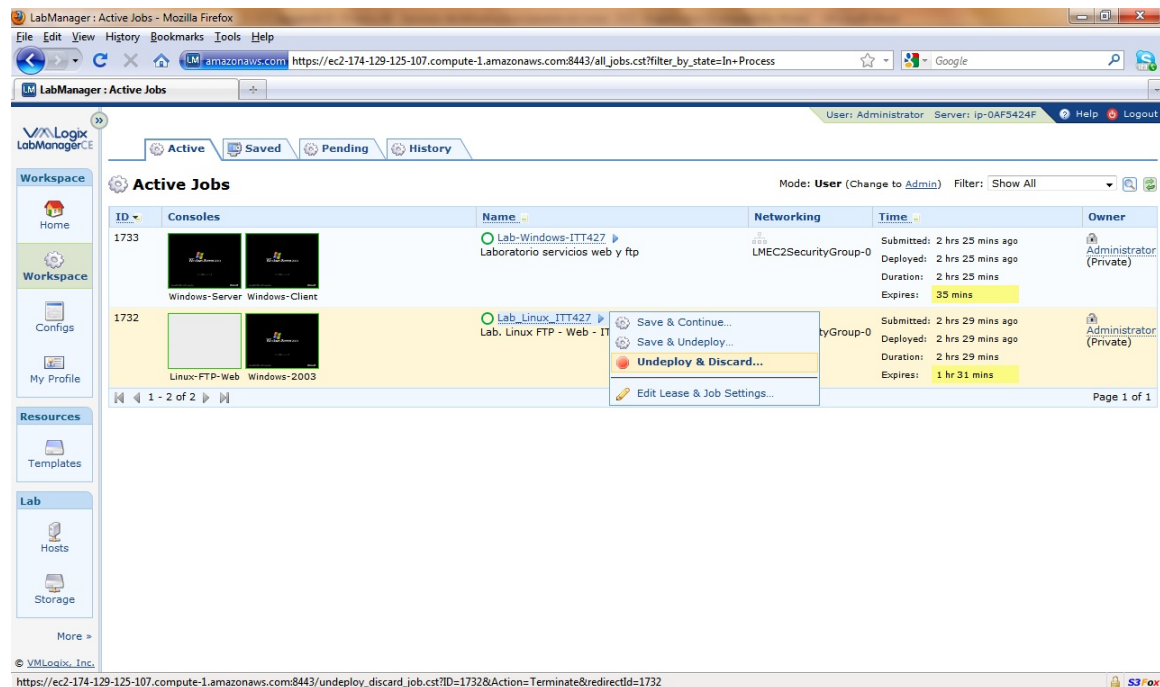 LabManager : Active Jobs - Mozilla Firefox
File Edit View History Bookmarks Tools Help
LM amazonaws.com https://ec2-174-129-125-107.compute-1.amazonaws.com:8443/all_jobs.cst?filter_by_state=In+Process
Google
LM LabManager : Active Jobs
User: Administrator Server: ip-0AF5424F Help Logout
VMLogix
LabManagerCE
Active Saved Pending History
Workspace
Home
Workspace
Configs
My Profile
Resources
Templates
Lab
Hosts
Storage
More »
© VMLogix, Inc.
Active Jobs
Mode: User (Change to Admin) Filter: Show All
ID Consoles Name Networking Time Owner
1733
Windows-Server Windows-Client
Lab-Windows-ITT427
Laboratorio servicios web y ftp
LMEC2SecurityGroup-0
Submitted: 2 hrs 25 mins ago
Deployed: 2 hrs 25 mins ago
Duration: 2 hrs 25 mins
Expires: 35 mins
Administrator
(Private)
1732
Linux-FTP-Web Windows-2003
Lab_Linux_ITT427
Lab. Linux FTP - Web - IT
tyGroup-0
Submitted: 2 hrs 29 mins ago
Deployed: 2 hrs 29 mins ago
Duration: 2 hrs 29 mins
Expires: 1 hr 31 mins
Administrator
(Private)
Save & Continue...
Save & Undeploy...
Undeploy & Discard...
Edit Lease & Job Settings...
1 - 2 of 2
Page 1 of 1
https://ec2-174-129-125-107.compute-1.amazonaws.com:8443/undeploy_discard_job.cst?ID=1732&Action=Terminate&redirectId=1732
S3Fox